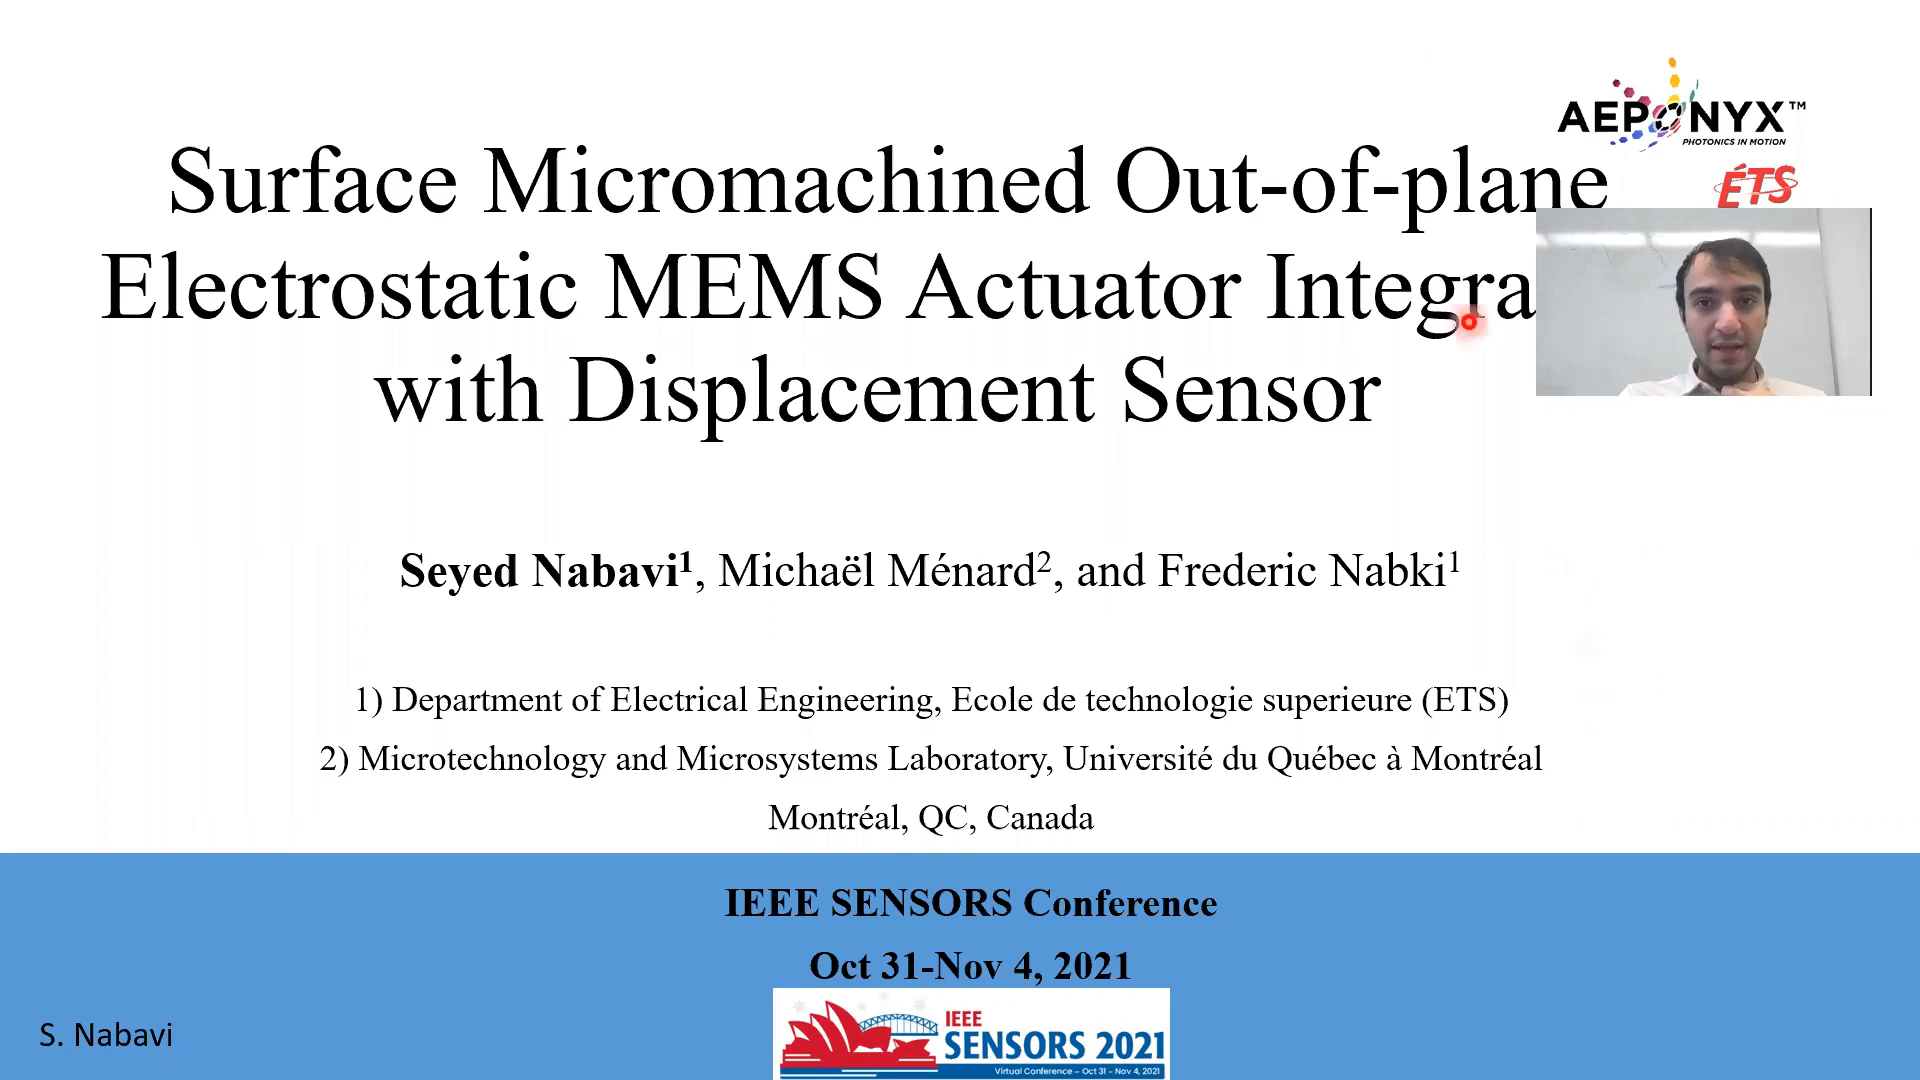 AEPONYX™
PHOTONICS IN MOTION
ÉTS
Surface Micromachined Out-of-plane
Electrostatic MEMS Actuator Integra
with Displacement Sensor
Seyed Nabavi¹, Michaël Ménard², and Frederic Nabki¹
1) Department of Electrical Engineering, Ecole de technologie superieure (ETS)
2) Microtechnology and Microsystems Laboratory, Université du Québec à Montréal
Montréal, QC, Canada
IEEE SENSORS Conference
Oct 31-Nov 4, 2021
IEEE
SENSORS 2021
Virtual Conference – Oct 31 - Nov 4, 2021
S. Nabavi